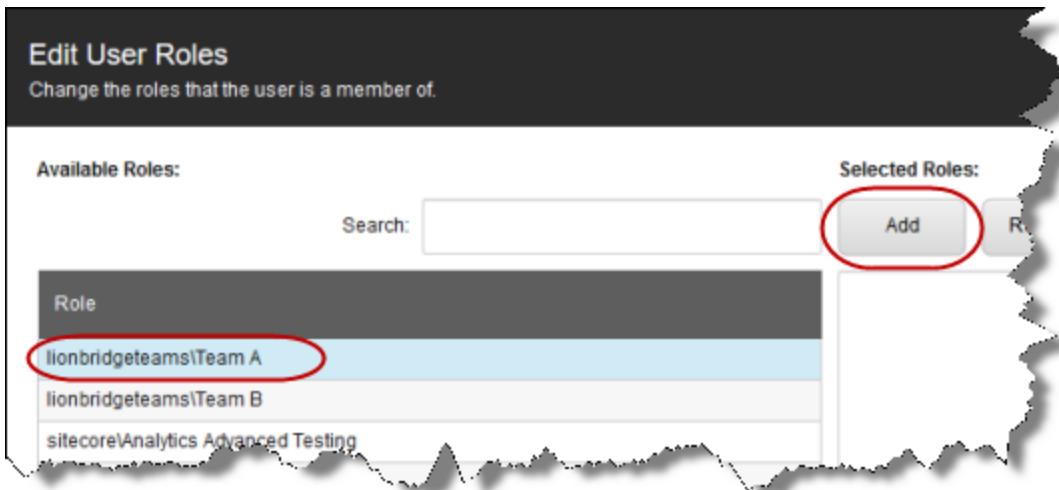 Edit User Roles
Change the roles that the user is a member of.
Available Roles:
Selected Roles:
Search:
Add
Role
lionbridgeteams\Team A
lionbridgeteams\Team B
sitecore\Analytics Advanced Testing